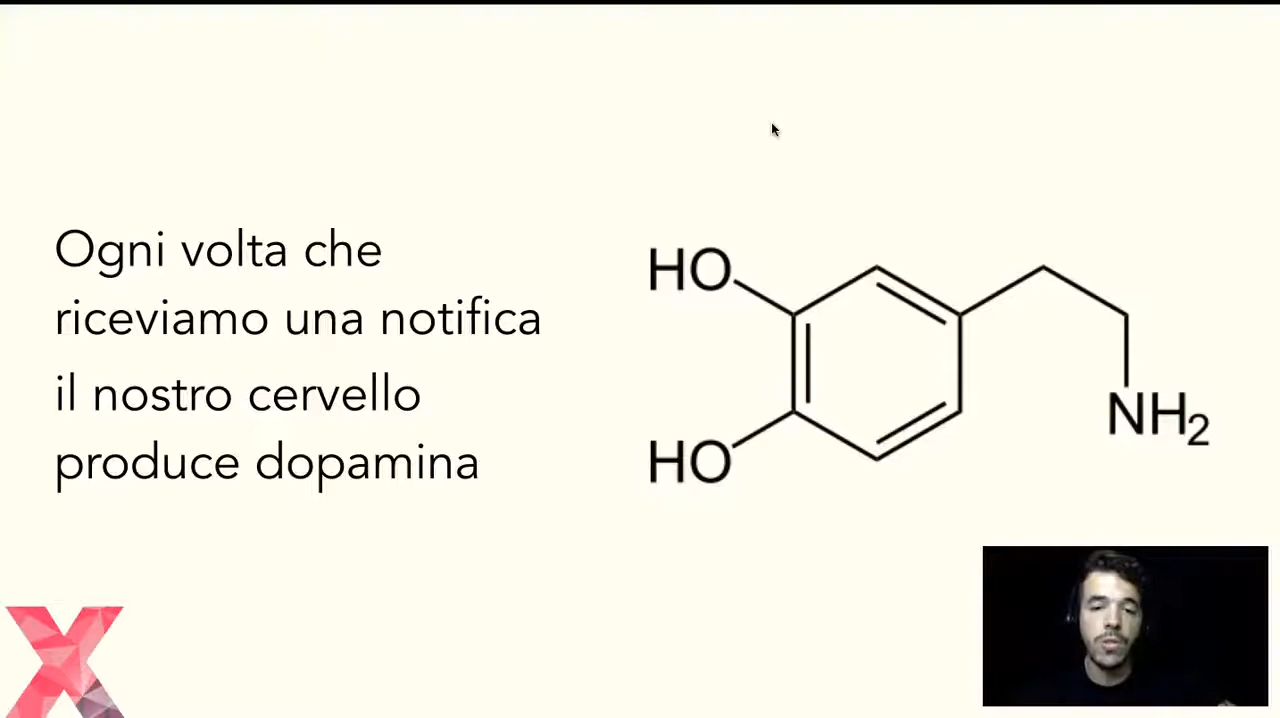 Ogni volta che
riceviamo una notifica
il nostro cervello
produce dopamina
HO
HO
NH2
X